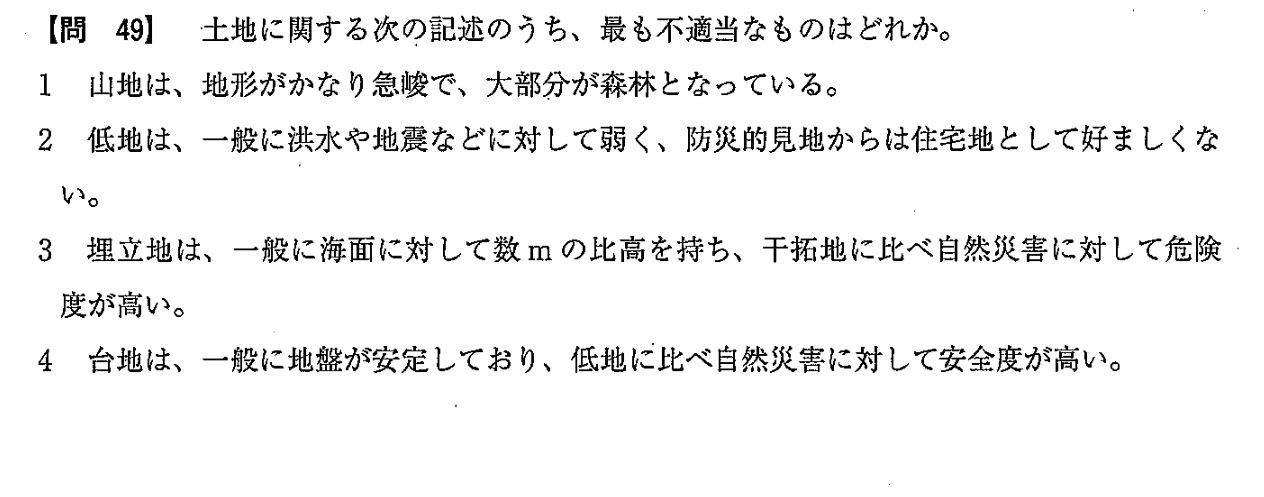 【問　49】　土地に関する次の記述のうち、最も不適当なものはどれか。
1　山地は、地形がかなり急峻で、大部分が森林となっている。
2　低地は、一般に洪水や地震などに対して弱く、防災的見地からは住宅地として好ましくな
い。
3　埋立地は、一般に海面に対して数mの比高を持ち、干拓地に比べ自然災害に対して危険
度が高い。
4　台地は、一般に地盤が安定しており、低地に比べ自然災害に対して安全度が高い。